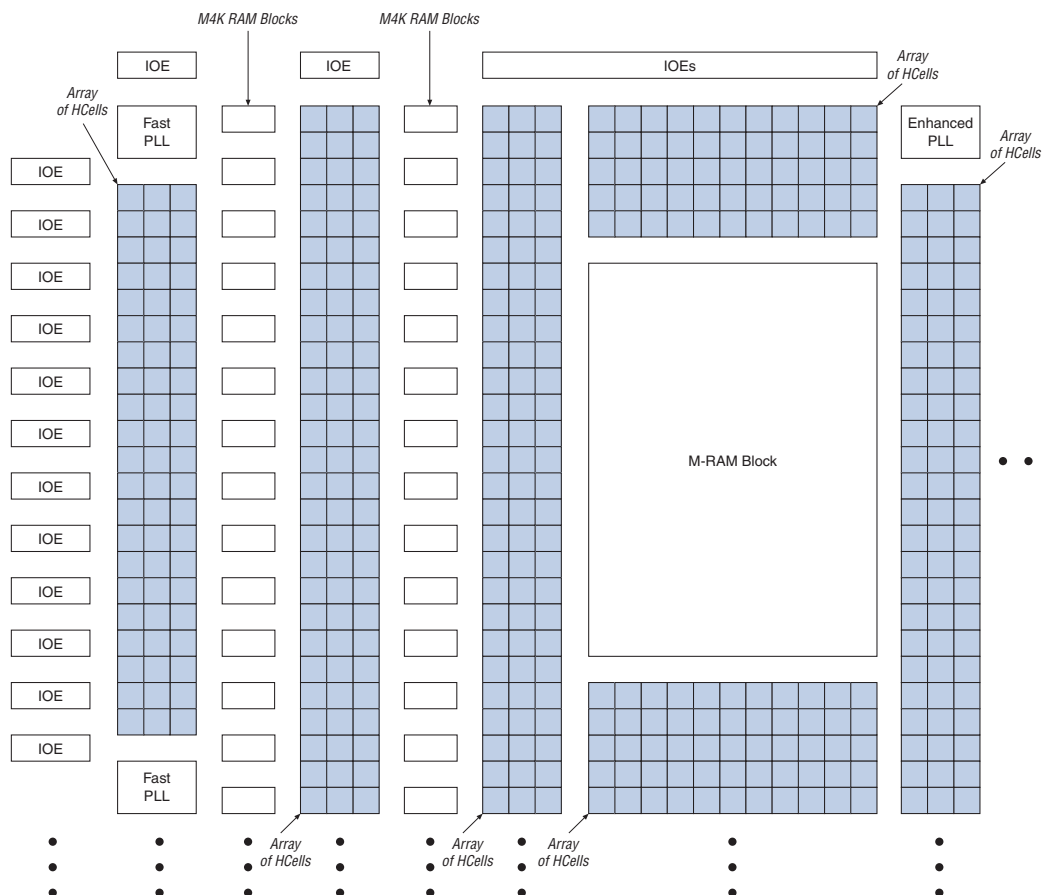 M4K RAM Blocks
M4K RAM Blocks
IOE
IOE
IOEs
Array
of HCells
Array
of HCells
Fast
PLL
Enhanced
PLL
Array
of HCells
IOE
IOE
IOE
IOE
IOE
IOE
M-RAM Block
IOE
IOE
IOE
IOE
IOE
IOE
Fast
PLL
Array
of HCells
Array
of HCells
Array
of HCells